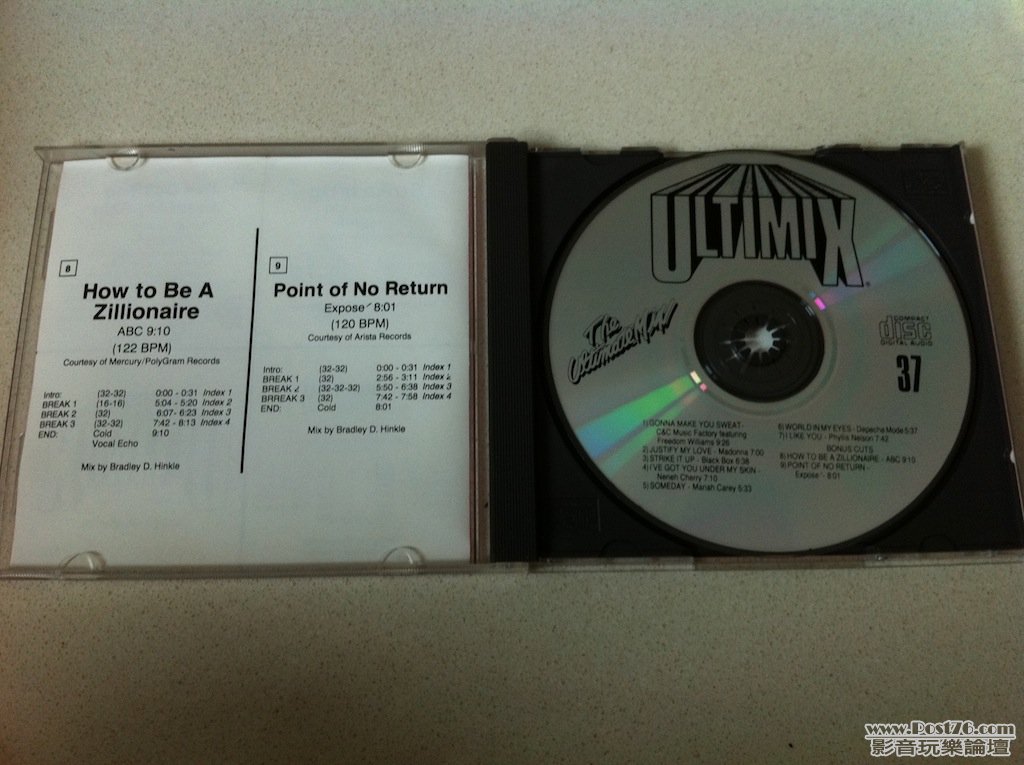 8
How to Be A
Zillionaire
ABC 9:10
(122 BPM)
Courtesy of Mercury/PolyGram Records
Intro: (32-32) 0:00 - 0:31 Index 1
BREAK 1 (16-16) 5:04 - 5:20 Index 2
BREAK 2 (32) 6:07- 6:23 Index 3
BREAK 3 (32-32) 7:42 - 8:13 Index 4
END: Cold 9:10
Vocal Echo
Mix by Bradley D. Hinkle
9
Point of No Return
Expose´ 8:01
(120 BPM)
Courtesy of Arista Records
Intro: (32-32) 0:00 - 0:31 Index 1
BREAK 1 (32) 2:56 - 3:11 Index 2
BREAK 2 (32-32-32) 5:50 - 6:38 Index 3
BRREAK 3 (32) 7:42 - 7:58 Index 4
END: Cold 8:01
Mix by Bradley D. Hinkle
ULTIMIX®
The
Ultimate Mix!
COMPACT
disc
DIGITAL AUDIO
37
1) GONNA MAKE YOU SWEAT -
C&C Music Factory featuring
Freedom Williams 9:26
2) JUSTIFY MY LOVE - Madonna 7:00
3) STRIKE IT UP - Black Box 6:38
4) I'VE GOT YOU UNDER MY SKIN -
Neneh Cherry 7:10
5) SOMEDAY - Mariah Carey 5:33
6) WORLD IN MY EYES - Depeche Mode 5:37
7) I LIKE YOU - Phyllis Nelson 7:42
BONUS CUTS
8) HOW TO BE A ZILLIONAIRE - ABC 9:10
9) POINT OF NO RETURN -
Expose´ - 8:01
www.Post76.com
影音玩樂論壇